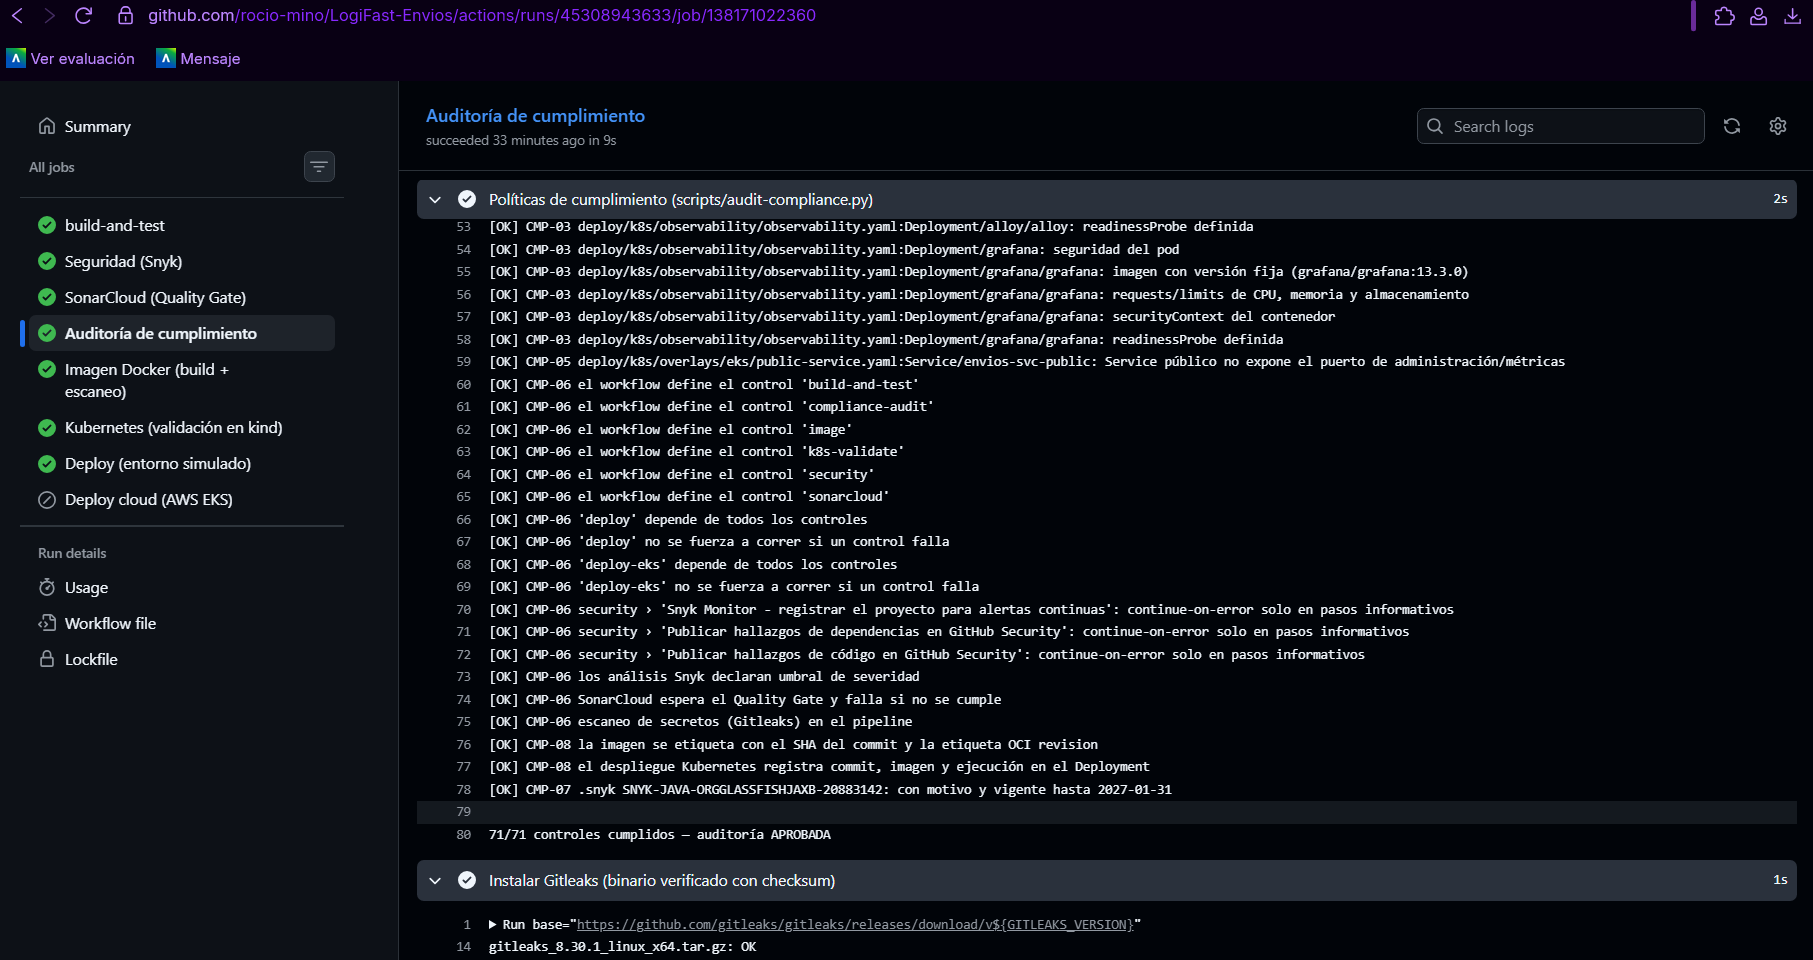 github.com/rocio-mino/LogiFast-Envios/actions/runs/45308943633/job/138171022360
Ver evaluación
Mensaje
Summary
All jobs
build-and-test
Seguridad (Snyk)
SonarCloud (Quality Gate)
Auditoría de cumplimiento
Imagen Docker (build +
escaneo)
Kubernetes (validación en kind)
Deploy (entorno simulado)
Deploy cloud (AWS EKS)
Run details
Usage
Workflow file
Lockfile
Auditoría de cumplimiento
succeeded 33 minutes ago in 9s
Search logs
Políticas de cumplimiento (scripts/audit-compliance.py)
2s
53 [OK] CMP-03 deploy/k8s/observability/observability.yaml:Deployment/alloy/alloy: readinessProbe definida
54 [OK] CMP-03 deploy/k8s/observability/observability.yaml:Deployment/grafana: seguridad del pod
55 [OK] CMP-03 deploy/k8s/observability/observability.yaml:Deployment/grafana/grafana: imagen con versión fija (grafana/grafana:13.3.0)
56 [OK] CMP-03 deploy/k8s/observability/observability.yaml:Deployment/grafana/grafana: requests/limits de CPU, memoria y almacenamiento
57 [OK] CMP-03 deploy/k8s/observability/observability.yaml:Deployment/grafana/grafana: securityContext del contenedor
58 [OK] CMP-03 deploy/k8s/observability/observability.yaml:Deployment/grafana/grafana: readinessProbe definida
59 [OK] CMP-05 deploy/k8s/overlays/eks/public-service.yaml:Service/envios-svc-public: Service público no expone el puerto de administración/métricas
60 [OK] CMP-06 el workflow define el control 'build-and-test'
61 [OK] CMP-06 el workflow define el control 'compliance-audit'
62 [OK] CMP-06 el workflow define el control 'image'
63 [OK] CMP-06 el workflow define el control 'k8s-validate'
64 [OK] CMP-06 el workflow define el control 'security'
65 [OK] CMP-06 el workflow define el control 'sonarcloud'
66 [OK] CMP-06 'deploy' depende de todos los controles
67 [OK] CMP-06 'deploy' no se fuerza a correr si un control falla
68 [OK] CMP-06 'deploy-eks' depende de todos los controles
69 [OK] CMP-06 'deploy-eks' no se fuerza a correr si un control falla
70 [OK] CMP-06 security › 'Snyk Monitor - registrar el proyecto para alertas continuas': continue-on-error solo en pasos informativos
71 [OK] CMP-06 security › 'Publicar hallazgos de dependencias en GitHub Security': continue-on-error solo en pasos informativos
72 [OK] CMP-06 security › 'Publicar hallazgos de código en GitHub Security': continue-on-error solo en pasos informativos
73 [OK] CMP-06 los análisis Snyk declaran umbral de severidad
74 [OK] CMP-06 SonarCloud espera el Quality Gate y falla si no se cumple
75 [OK] CMP-06 escaneo de secretos (Gitleaks) en el pipeline
76 [OK] CMP-08 la imagen se etiqueta con el SHA del commit y la etiqueta OCI revision
77 [OK] CMP-08 el despliegue Kubernetes registra commit, imagen y ejecución en el Deployment
78 [OK] CMP-07 .snyk SNYK-JAVA-ORGGLASSFISHJAXB-20883142: con motivo y vigente hasta 2027-01-31
79
80 71/71 controles cumplidos — auditoría APROBADA
Instalar Gitleaks (binario verificado con checksum)
1s
1 ▶ Run base="https://github.com/gitleaks/gitleaks/releases/download/v${GITLEAKS_VERSION}"
14 gitleaks_8.30.1_linux_x64.tar.gz: OK